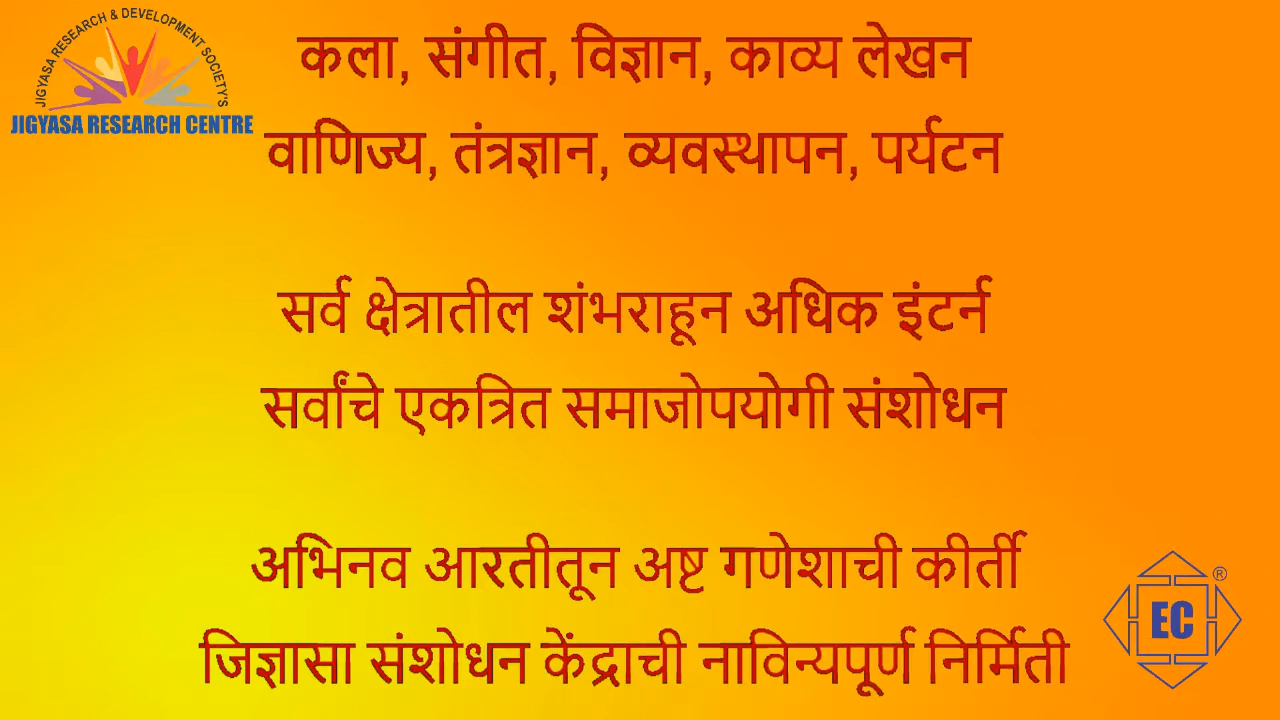 JIGYASA RESEARCH & DEVELOPMENT SOCIETY'S
JIGYASA RESEARCH CENTRE
कला, संगीत, विज्ञान, काव्य लेखन
वाणिज्य, तंत्रज्ञान, व्यवस्थापन, पर्यटन
सर्व क्षेत्रातील शंभराहून अधिक इंटर्न
सर्वांचे एकत्रित समाजोपयोगी संशोधन
अभिनव आरतीतून अष्ट गणेशाची कीर्ती
जिज्ञासा संशोधन केंद्राची नाविन्यपूर्ण निर्मिती
EC ®